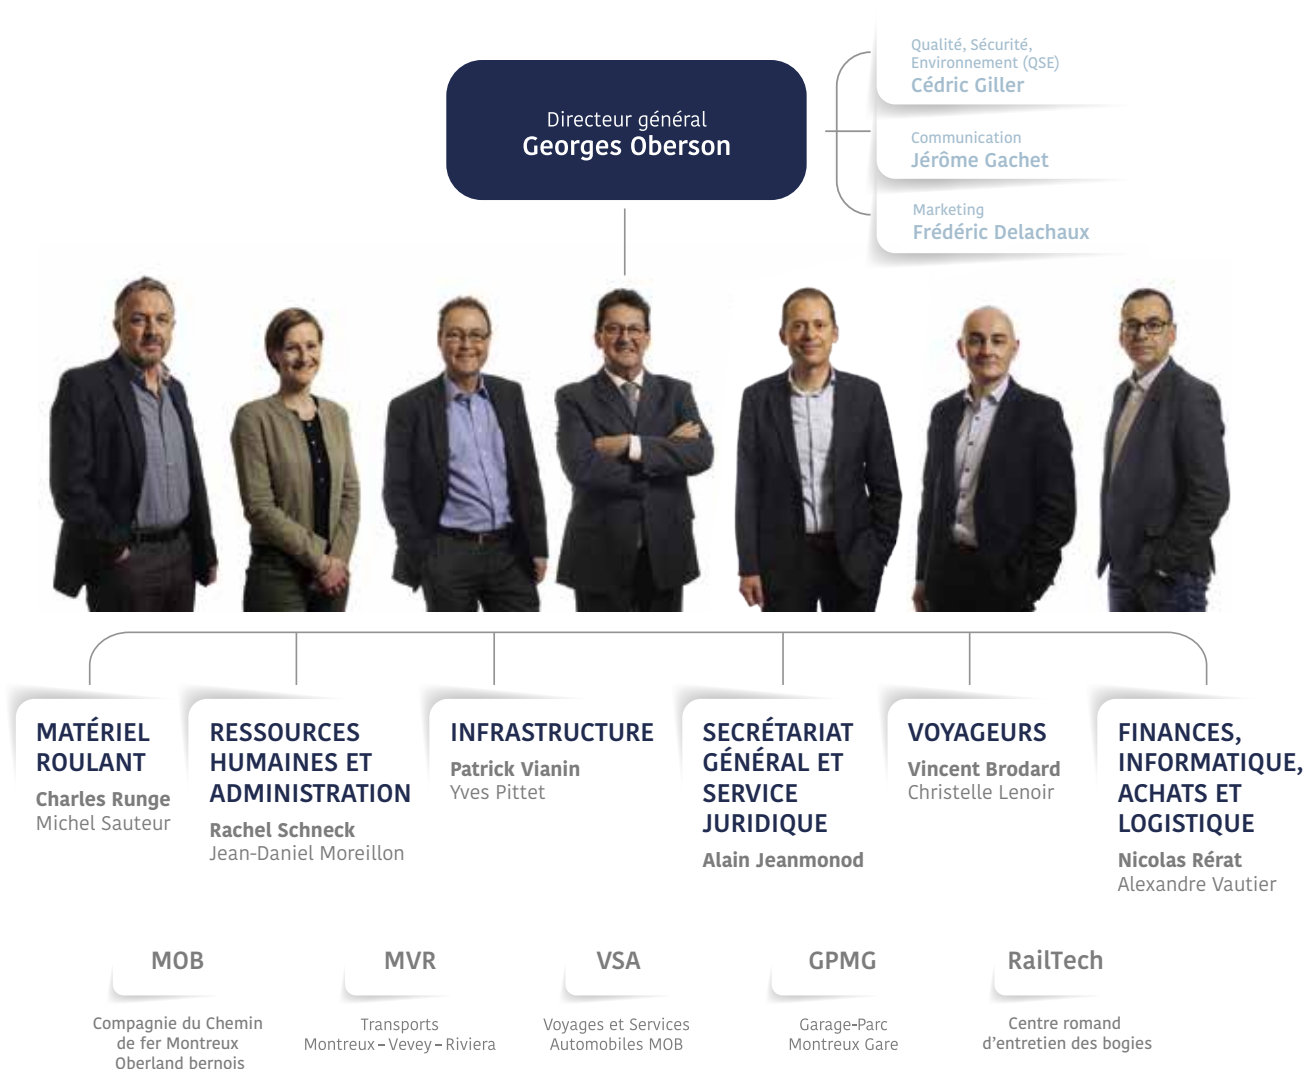 Directeur général
Georges Oberson
Qualité, Sécurité,
Environnement (QSE)
Cédric Giller
Communication
Jérôme Gachet
Marketing
Frédéric Delachaux
MATÉRIEL
ROULANT
Charles Runge
Michel Sauteur
RESSOURCES
HUMAINES ET
ADMINISTRATION
Rachel Schneck
Jean-Daniel Moreillon
INFRASTRUCTURE
Patrick Vianin
Yves Pittet
SECRÉTARIAT
GÉNÉRAL ET
SERVICE
JURIDIQUE
Alain Jeanmonod
VOYAGEURS
Vincent Brodard
Christelle Lenoir
FINANCES,
INFORMATIQUE,
ACHATS ET
LOGISTIQUE
Nicolas Rérat
Alexandre Vautier
MOB
Compagnie du Chemin
de fer Montreux
Oberland bernois
MVR
Transports
Montreux – Vevey – Riviera
VSA
Voyages et Services
Automobiles MOB
GPMG
Garage-Parc
Montreux Gare
RailTech
Centre romand
d'entretien des bogies